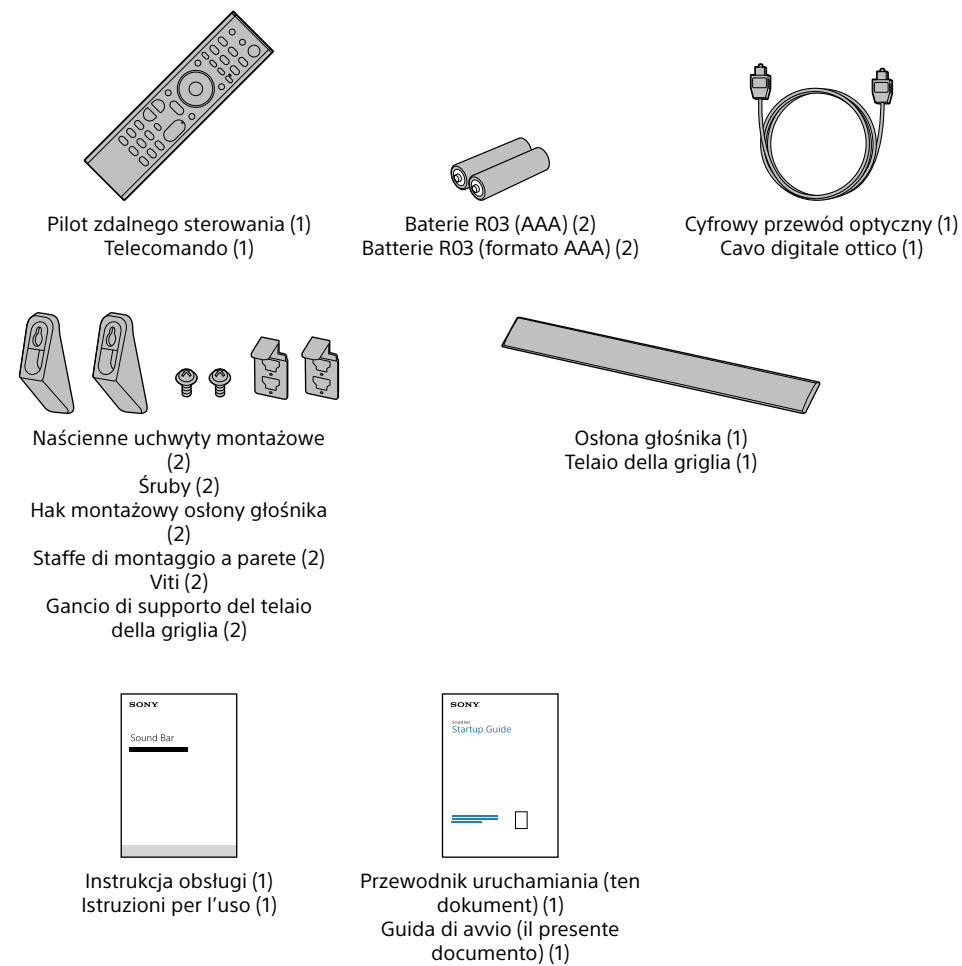 Pilot zdalnego sterowania (1)
Telecomando (1)
Baterie R03 (AAA) (2)
Batterie R03 (formato AAA) (2)
Cyfrowy przewód optyczny (1)
Cavo digitale ottico (1)
Naścienne uchwyty montażowe
(2)
Śruby (2)
Hak montażowy osłony głośnika
(2)
Staffe di montaggio a parete (2)
Viti (2)
Gancio di supporto del telaio
della griglia (2)
Osłona głośnika (1)
Telaio della griglia (1)
SONY
Sound Bar
Instrukcja obsługi (1)
Istruzioni per l’uso (1)
SONY
Sound Bar
Startup Guide
Przewodnik uruchamiania (ten
dokument) (1)
Guida di avvio (il presente
documento) (1)